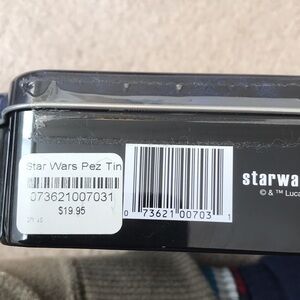 Star Wars Pez Tin
073621007031
$19.95
0 73621 00703 1
starwa
© & ™ Luca